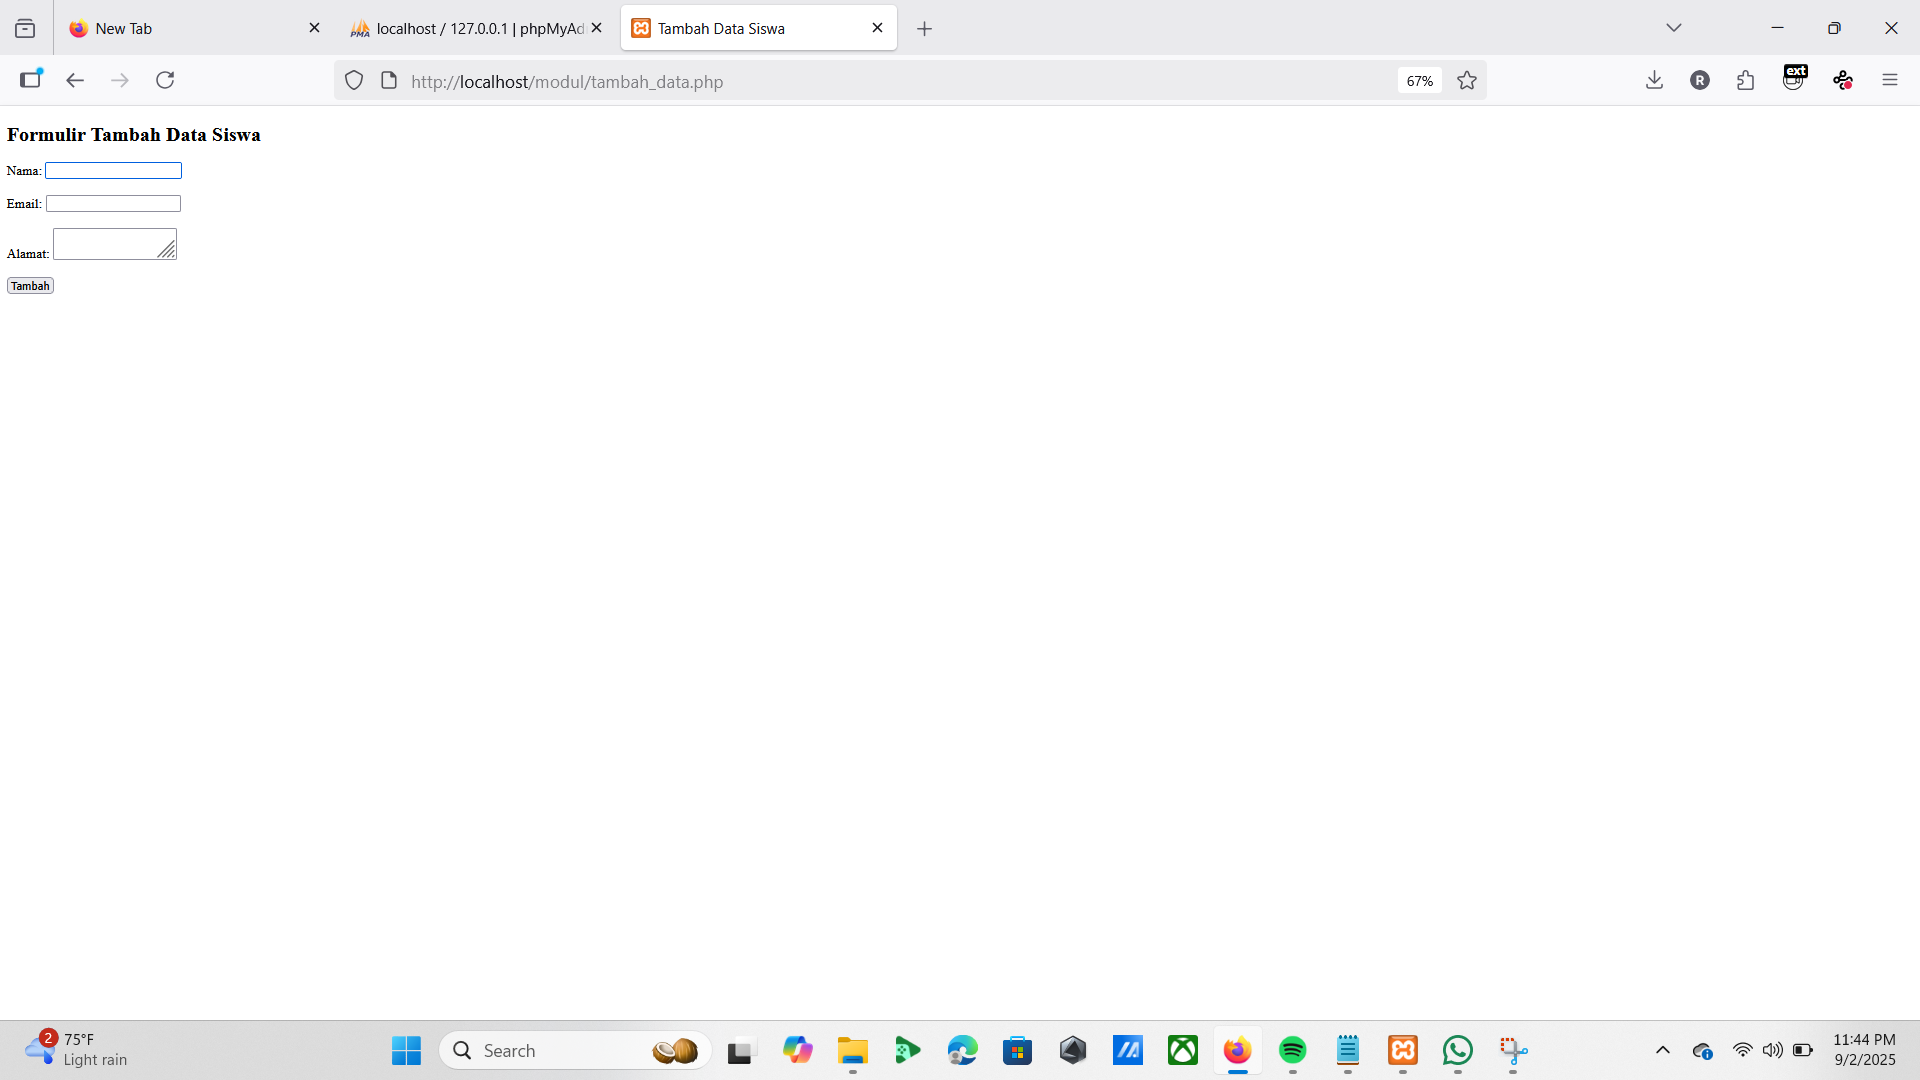 New Tab
localhost / 127.0.0.1 | phpMyAd
Tambah Data Siswa
http://localhost/modul/tambah_data.php
67%
R
ext
Formulir Tambah Data Siswa
Nama:
Email:
Alamat:
Tambah
2
75°F
Light rain
Search
11:44 PM
9/2/2025
PMA